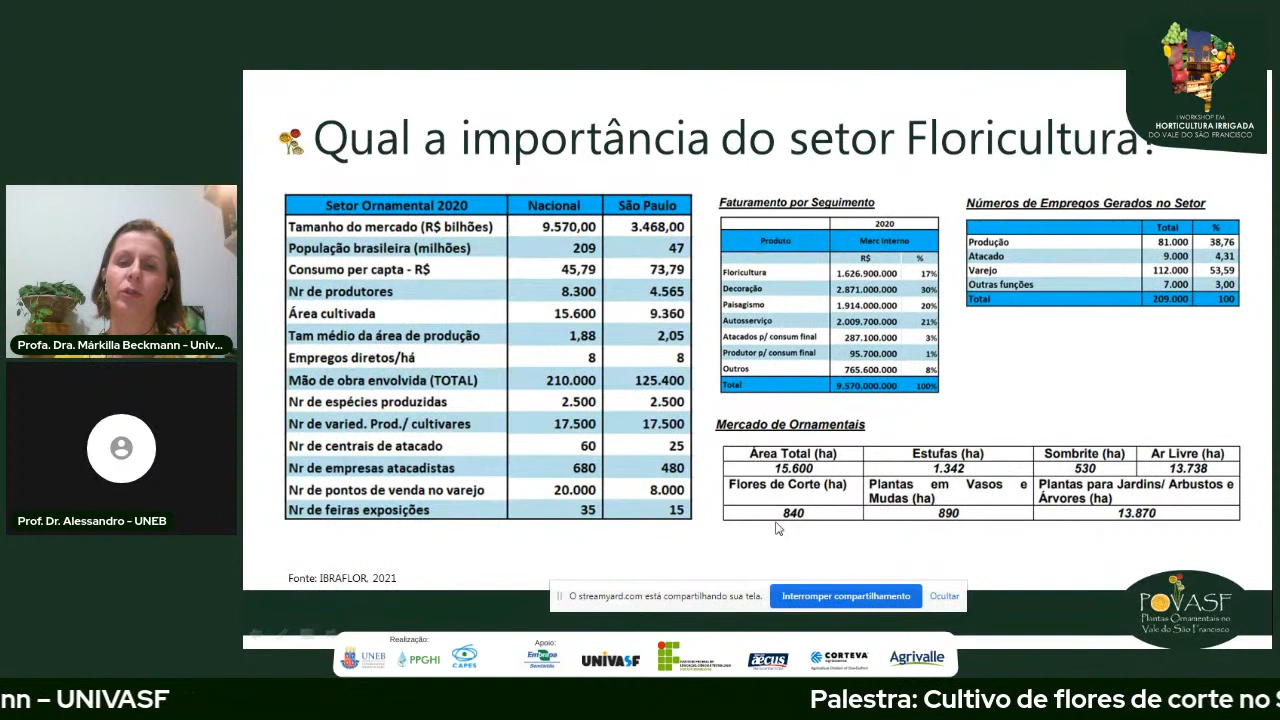 I WORKSHOP EM
HORTICULTURA IRRIGADA
DO VALE DO SÃO FRANCISCO
Qual a importância do setor Floricultura?
Setor Ornamental 2020 Nacional São Paulo
Tamanho do mercado (R$ bilhões) 9.570,00 3.468,00
População brasileira (milhões) 209 47
Consumo per capta - R$ 45,79 73,79
Nr de produtores 8.300 4.565
Área cultivada 15.600 9.360
Tam médio da área de produção 1,88 2,05
Empregos diretos/há 8 8
Mão de obra envolvida (TOTAL) 210.000 125.400
Nr de espécies produzidas 2.500 2.500
Nr de varied. Prod./ cultivares 17.500 17.500
Nr de centrais de atacado 60 25
Nr de empresas atacadistas 680 480
Nr de pontos de venda no varejo 20.000 8.000
Nr de feiras exposições 35 15
Fonte: IBRAFLOR, 2021
Faturamento por Seguimento
2020
Produto Merc Interno
R$ %
Floricultura 1.626.900.000 17%
Decoração 2.871.000.000 30%
Paisagismo 1.914.000.000 20%
Autosserviço 2.009.700.000 21%
Atacados p/ consum final 287.100.000 3%
Produtor p/ consum final 95.700.000 1%
Outros 765.600.000 8%
Total 9.570.000.000 100%
Números de Empregos Gerados no Setor
Total %
Produção 81.000 38,76
Atacado 9.000 4,31
Varejo 112.000 53,59
Outras funções 7.000 3,00
Total 209.000 100
Mercado de Ornamentais
Área Total (ha) Estufas (ha) Sombrite (ha) Ar Livre (ha)
15.600 1.342 530 13.738
Flores de Corte (ha) Plantas em Vasos e Mudas (ha) Plantas para Jardins/ Arbustos e Árvores (ha)
840 890 13.870
Profa. Dra. Márkilla Beckmann - Univ...
Prof. Dr. Alessandro - UNEB
O streamyard.com está compartilhando sua tela. Interromper compartilhamento Ocultar
POVASF
Plantas Ornamentais no
Vale do São Francisco
Realização:
UNEB
PPGHI
CAPES
Apoio:
Embrapa
Semiárido
UNIVASF
INSTITUTO FEDERAL
aecus
CORTEVA
agriscience
Agrivalle
nn – UNIVASF
Palestra: Cultivo de flores de corte no S